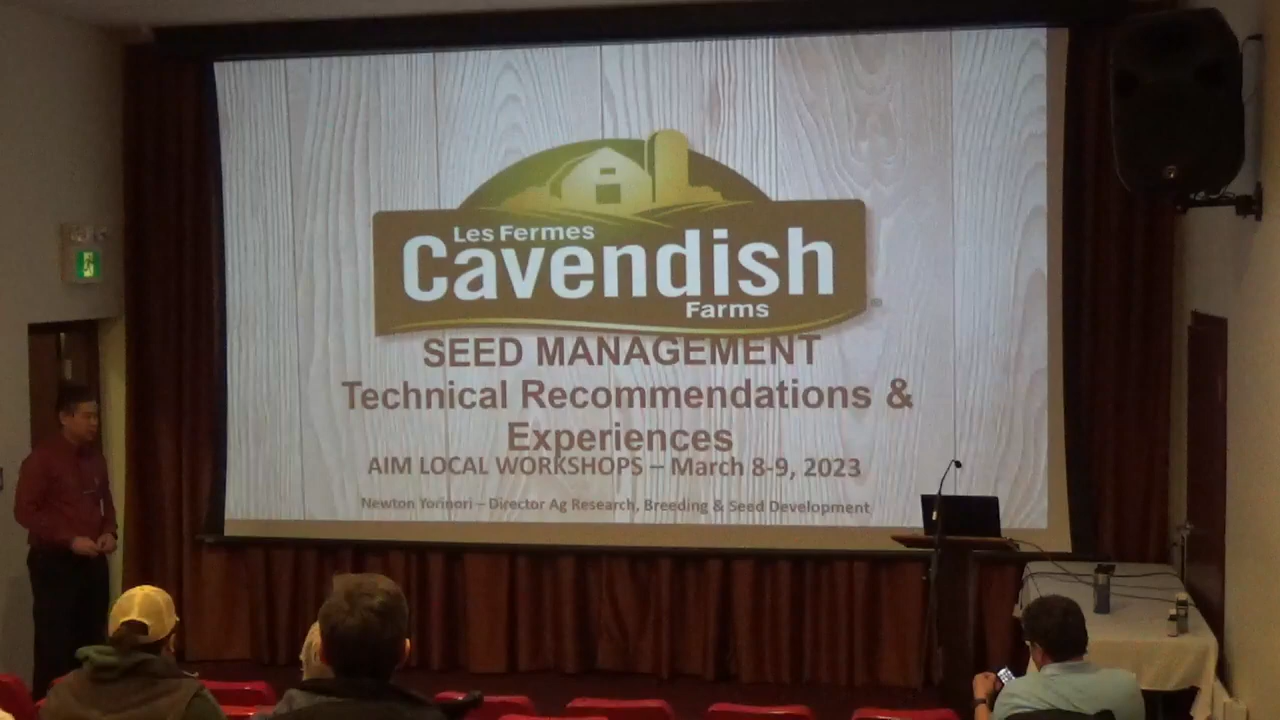 Les Fermes
Cavendish
Farms
SEED MANAGEMENT
Technical Recommendations &
Experiences
AIM LOCAL WORKSHOPS – March 8-9, 2023
Newton Yorinori – Director Ag Research, Breeding & Seed Development